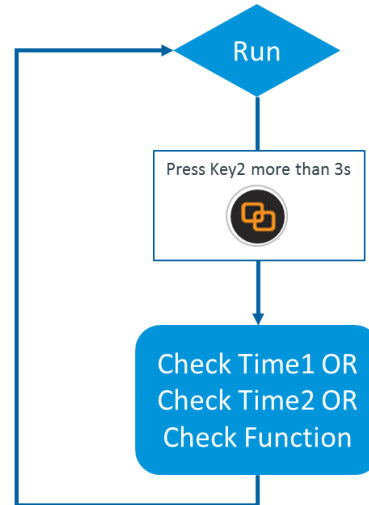 Run
Press Key2 more than 3s
Check Time1 OR
Check Time2 OR
Check Function